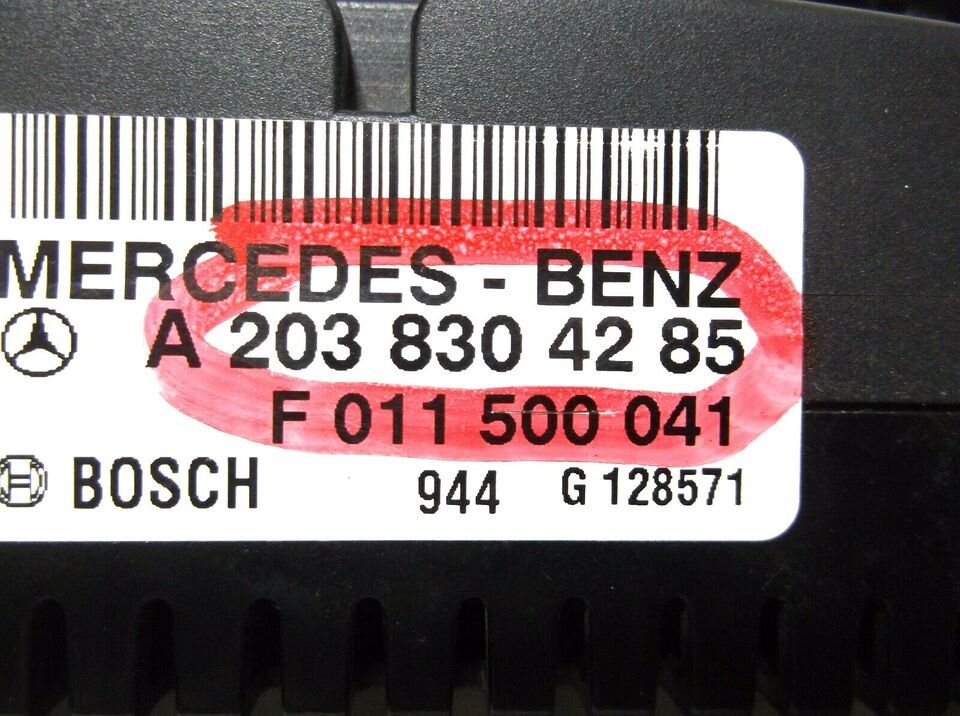 MERCEDES - BENZ
A 203 830 42 85
F 011 500 041
BOSCH 944 G 128571